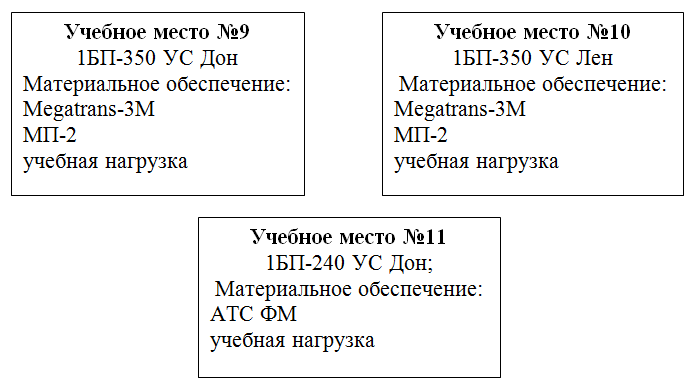 Учебное место №9
1БП-350 УС Дон
Материальное обеспечение:
Megatrans-3М
МП-2
учебная нагрузка
Учебное место №10
1БП-350 УС Лен
Материальное обеспечение:
Megatrans-3М
МП-2
учебная нагрузка
Учебное место №11
1БП-240 УС Дон;
Материальное обеспечение:
АТС ФМ
учебная нагрузка